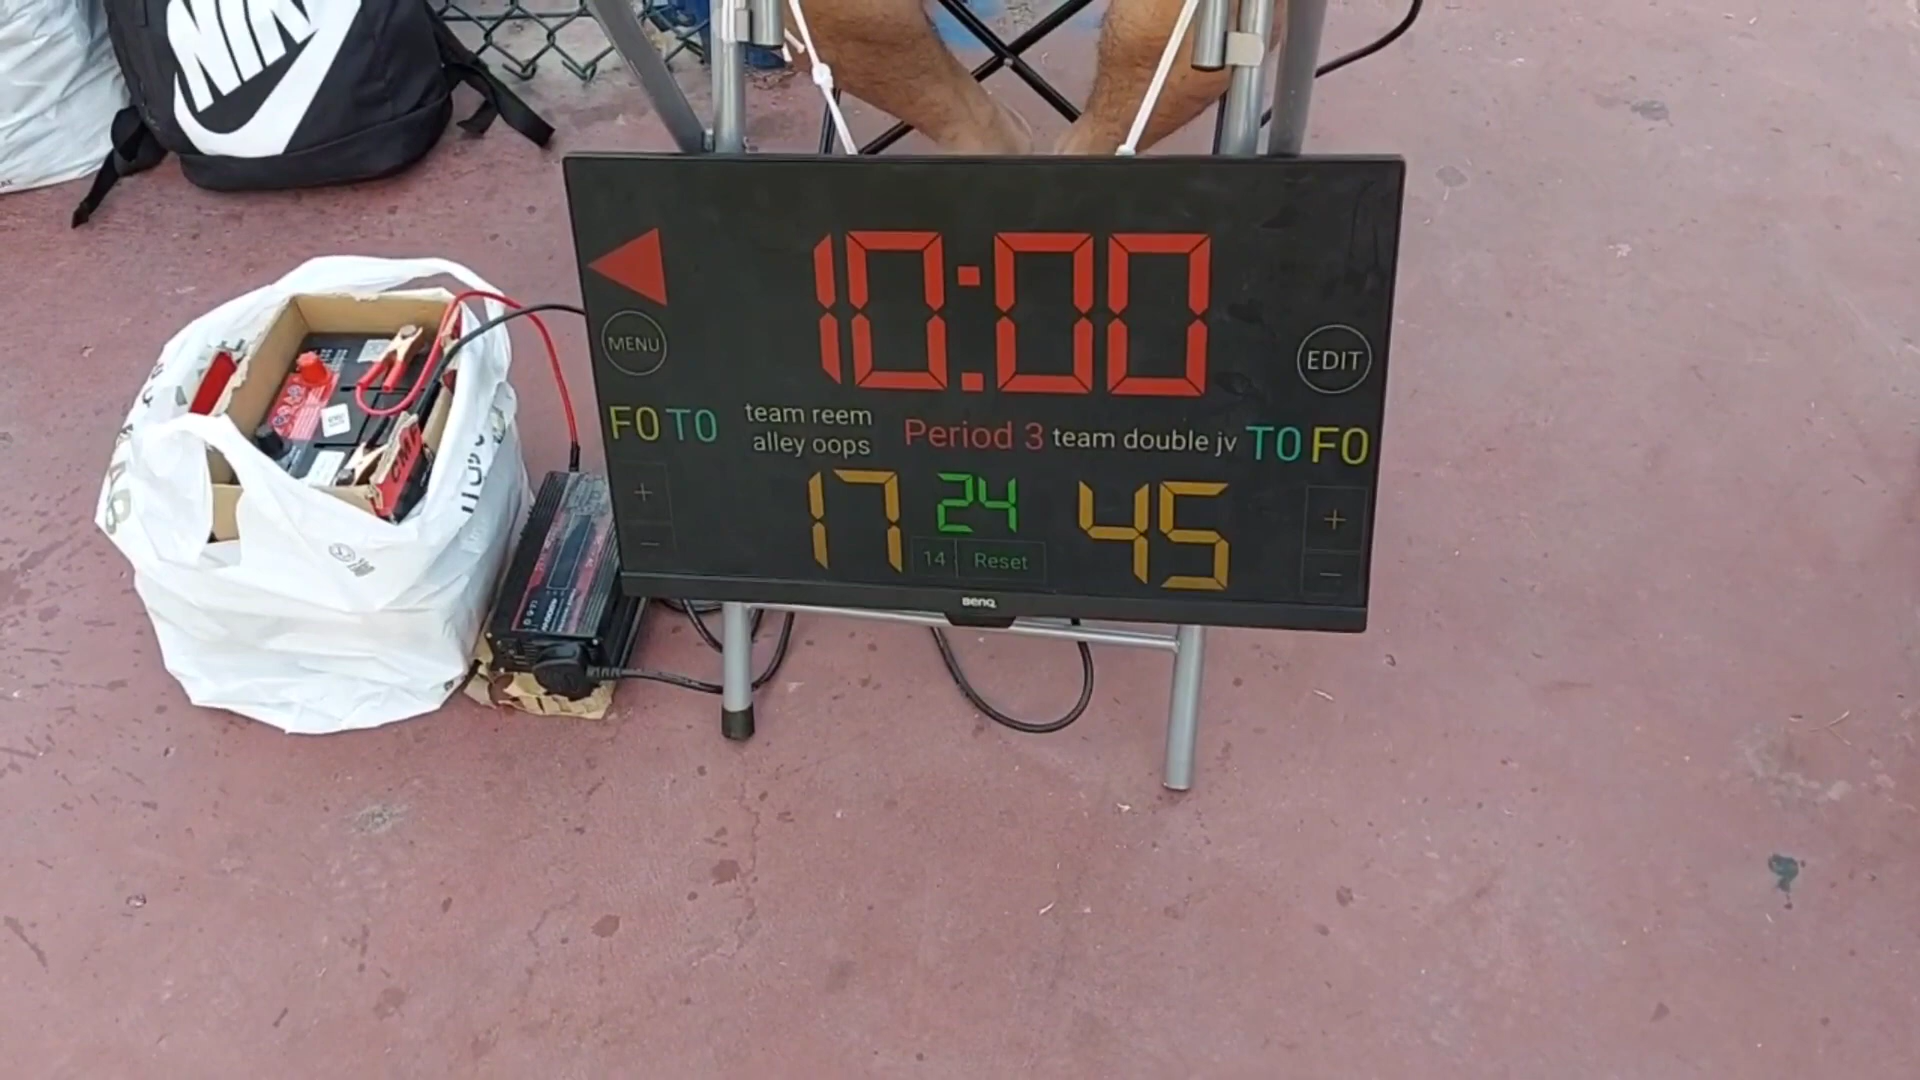 NIK
10:00
MENU
EDIT
F0 T0
team reem
alley oops
Period 3
team double jv
T0 F0
+
17
24
45
+
-
14
Reset
-
BenQ